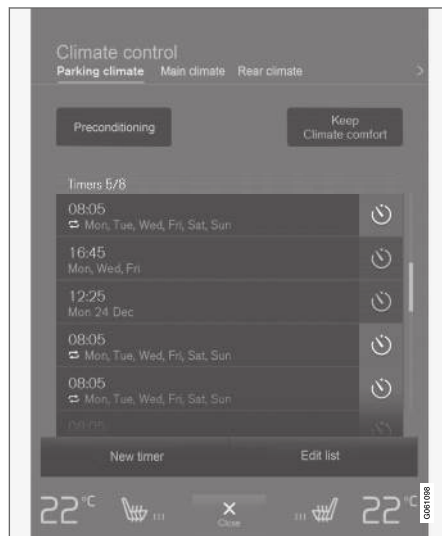 Climate control
Parking climate Main climate Rear climate
Preconditioning
Keep
Climate comfort
Timers 5/8
08:05
Mon, Tue, Wed, Fri, Sat, Sun
16:45
Mon, Wed, Fri
12:25
Mon 24 Dec
08:05
Mon, Tue, Wed, Fri, Sat, Sun
08:05
Mon, Tue, Wed, Fri, Sat, Sun
08:05
New timer Edit list
22°C 22°C
Close
G061098